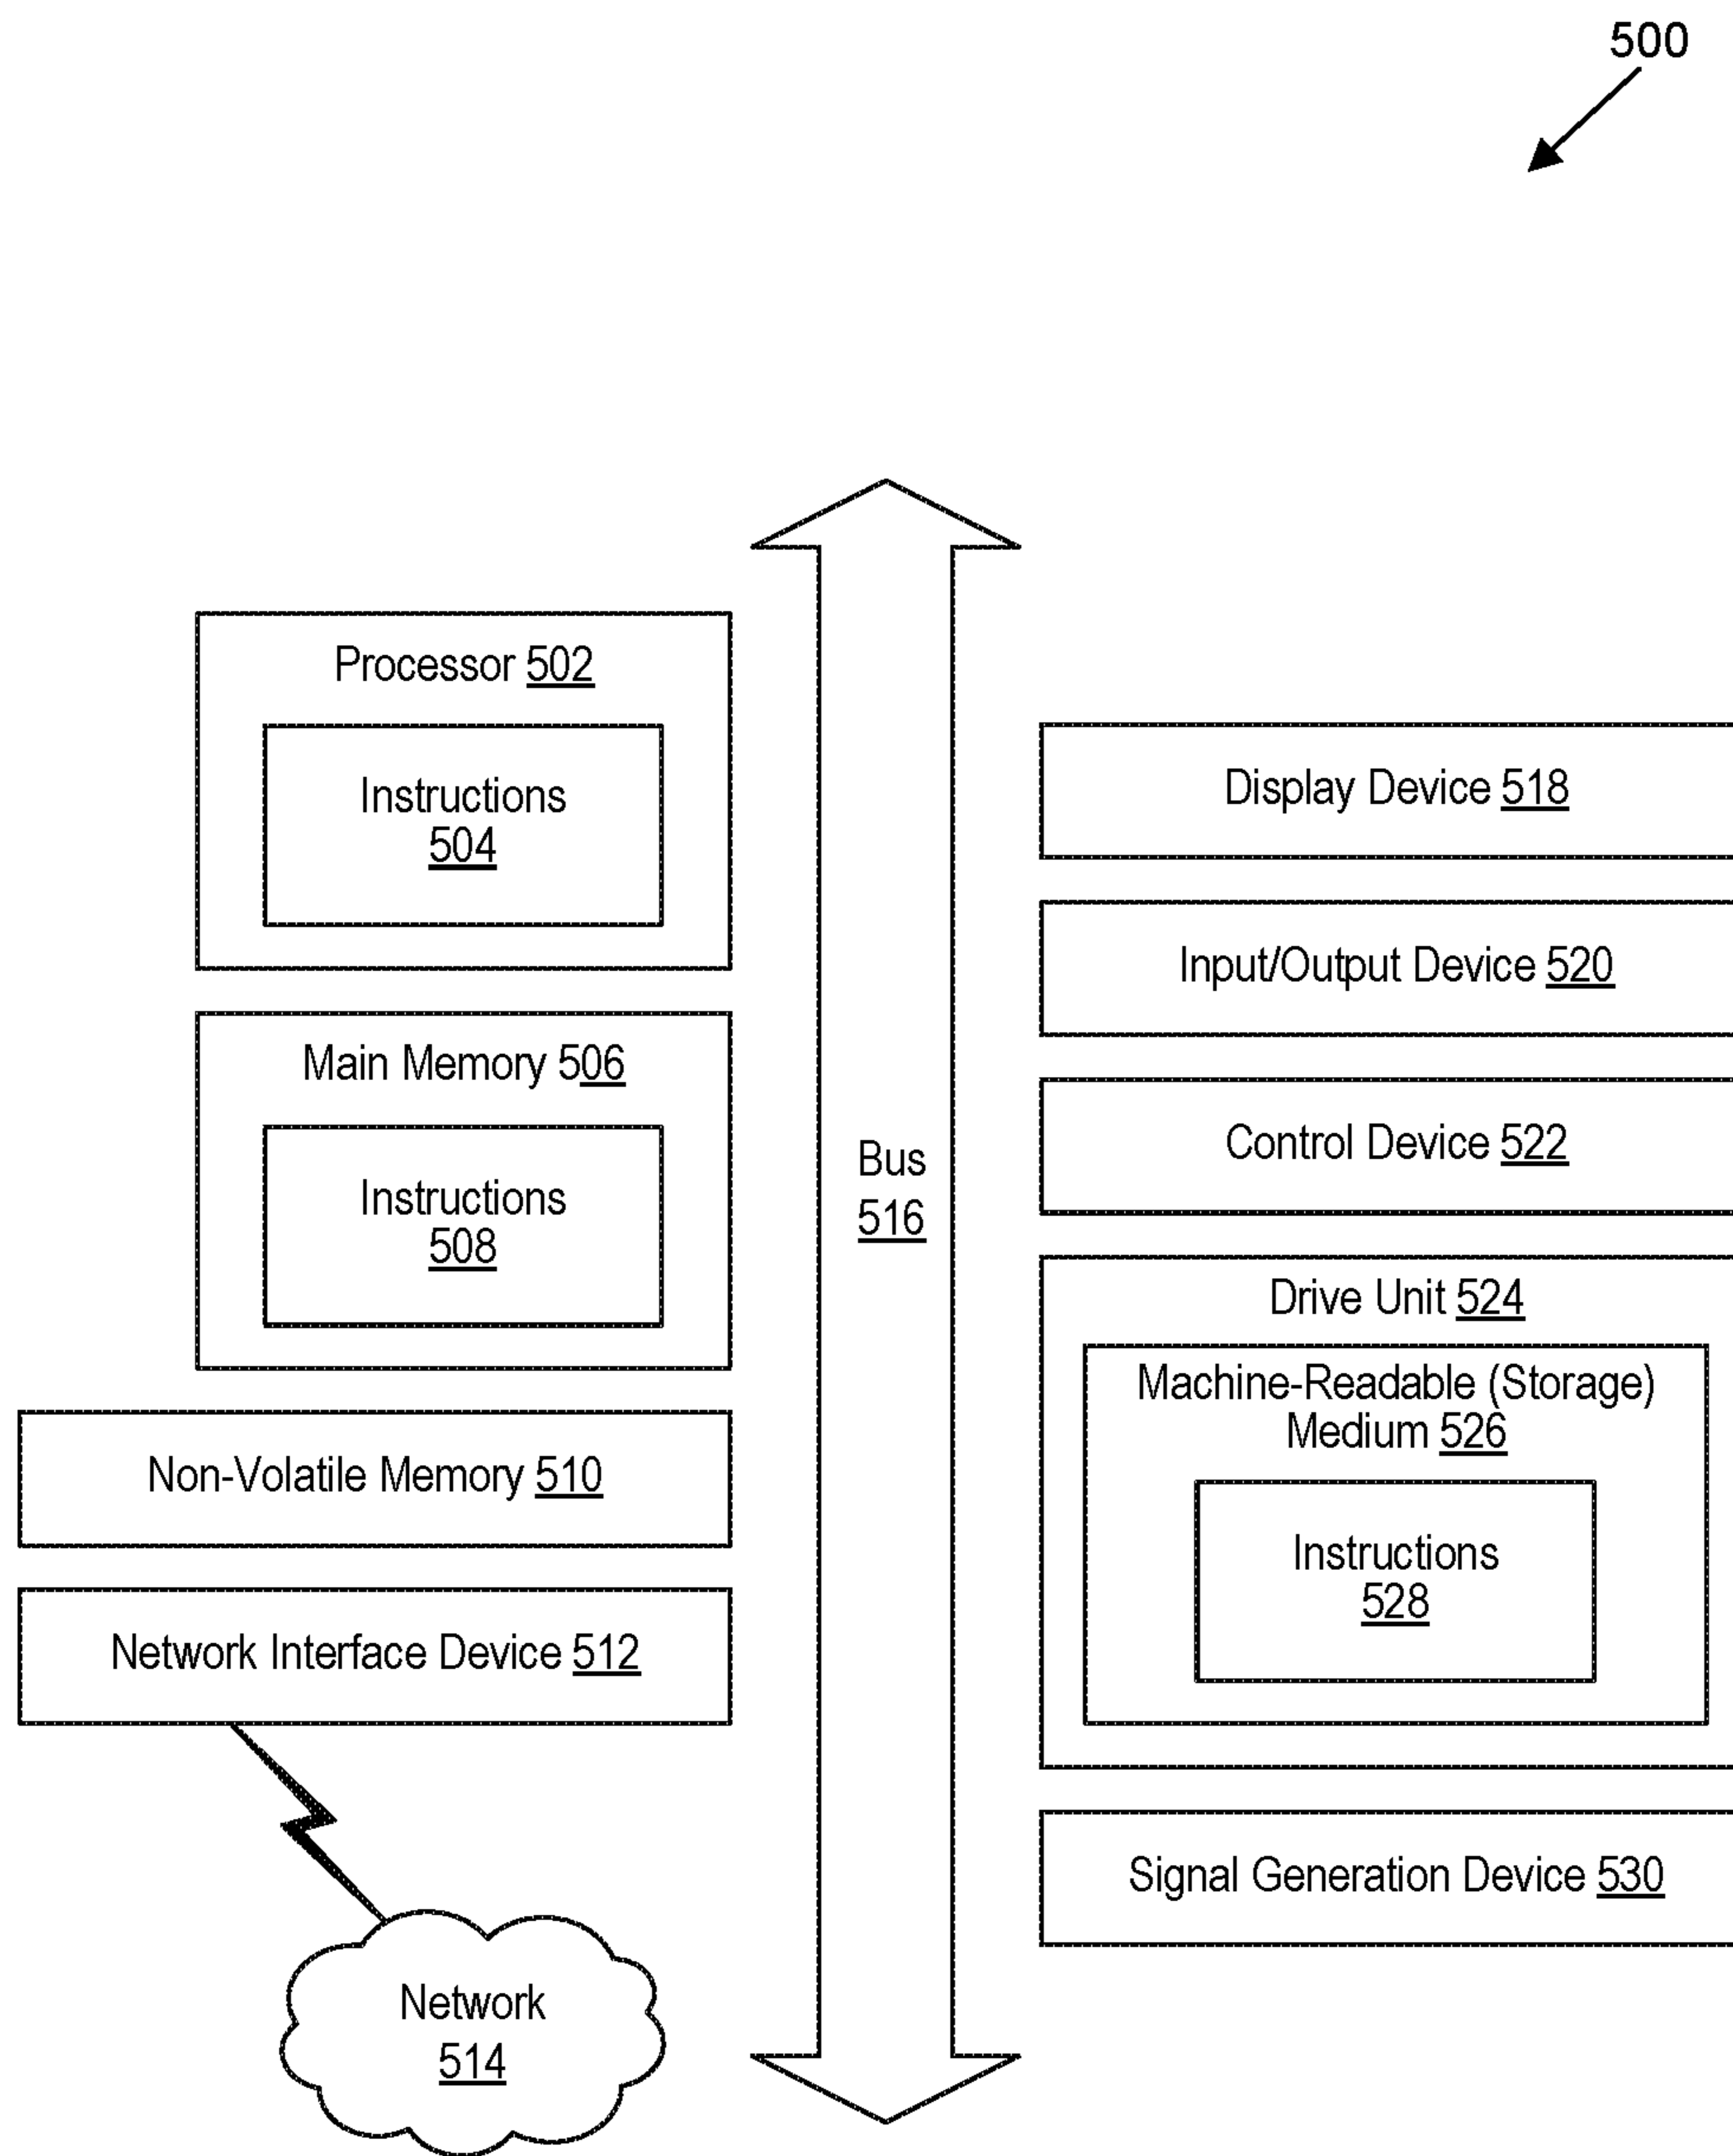 500
Processor 502
Instructions
504
Main Memory 506
Instructions
508
Non-Volatile Memory 510
Network Interface Device 512
Network
514
Bus
516
Display Device 518
Input/Output Device 520
Control Device 522
Drive Unit 524
Machine-Readable (Storage)
Medium 526
Instructions
528
Signal Generation Device 530